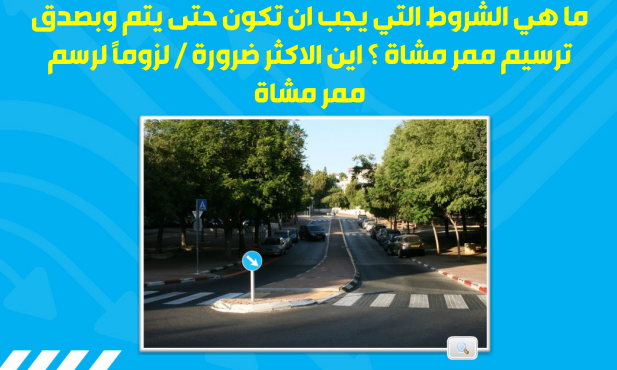 ما هي الشروط التي يجب ان تكون حتى يتم وبصدق
ترسيم ممر مشاة ؟ اين الاكثر ضرورة / لزوماً لرسم
ممر مشاة